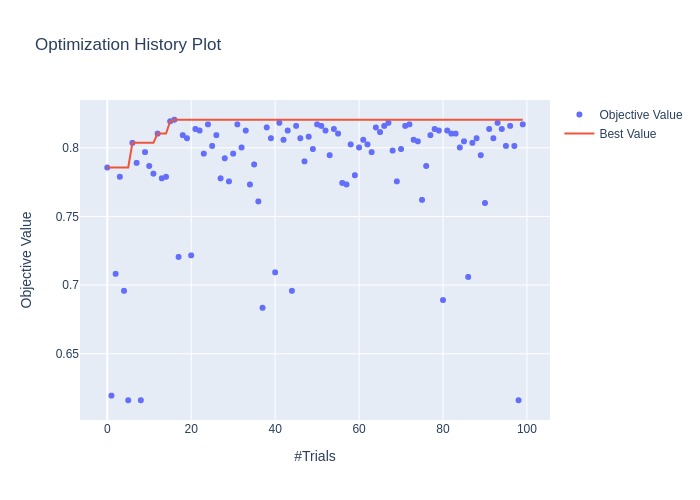 Optimization History Plot
Objective Value
Best Value
0.8
0.75
0.7
0.65
Objective Value
0 20 40 60 80 100
#Trials